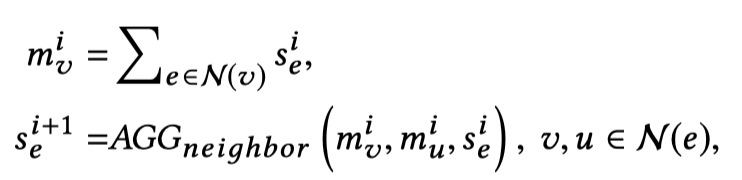 m_v^i = ∑_{e∈𝒩(v)} s_e^i,
s_e^{i+1} =AGG_{neighbor} (m_v^i, m_u^i, s_e^i) , v, u ∈ 𝒩(e),